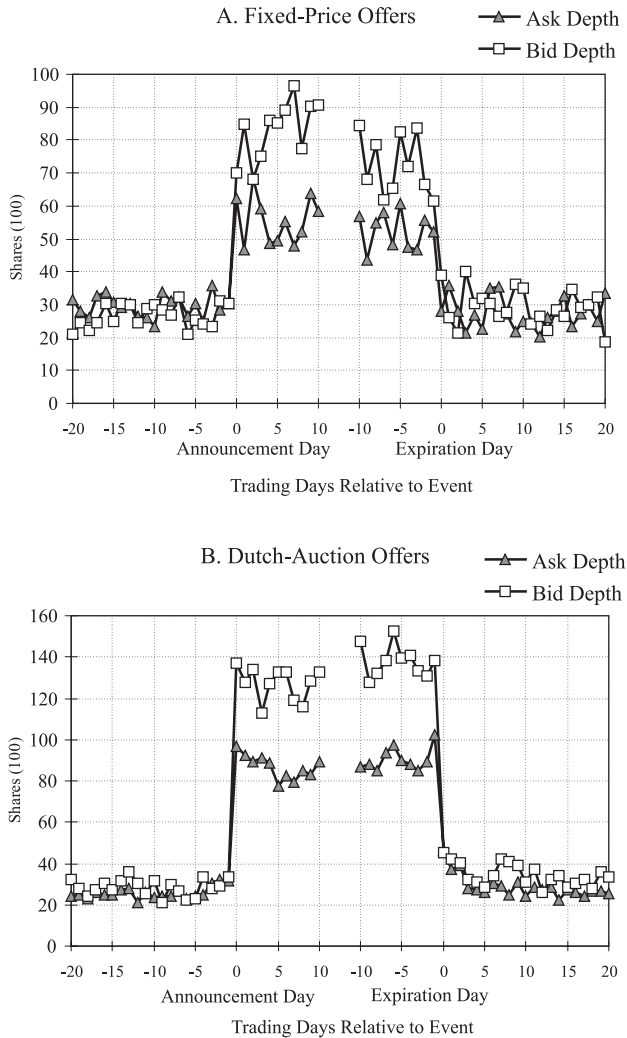 A. Fixed-Price Offers
Ask Depth
Bid Depth
100
90
80
70
60
50
40
30
20
10
0
Shares (100)
-20 -15 -10 -5 0 5 10 -10 -5 0 5 10 15 20
Announcement Day Expiration Day
Trading Days Relative to Event
B. Dutch-Auction Offers
Ask Depth
Bid Depth
160
140
120
100
80
60
40
20
0
Shares (100)
-20 -15 -10 -5 0 5 10 -10 -5 0 5 10 15 20
Announcement Day Expiration Day
Trading Days Relative to Event